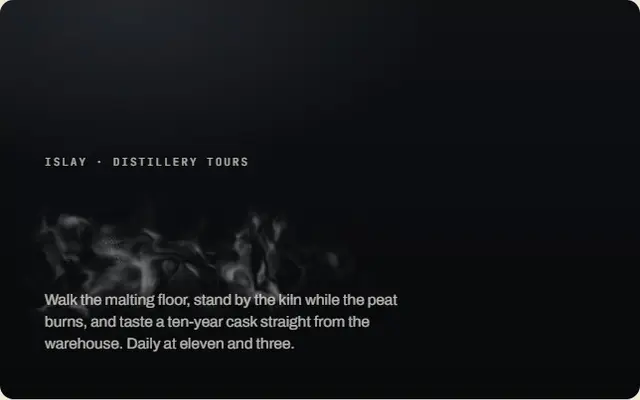 ISLAY · DISTILLERY TOURS
Walk the malting floor, stand by the kiln while the peat
burns, and taste a ten-year cask straight from the
warehouse. Daily at eleven and three.